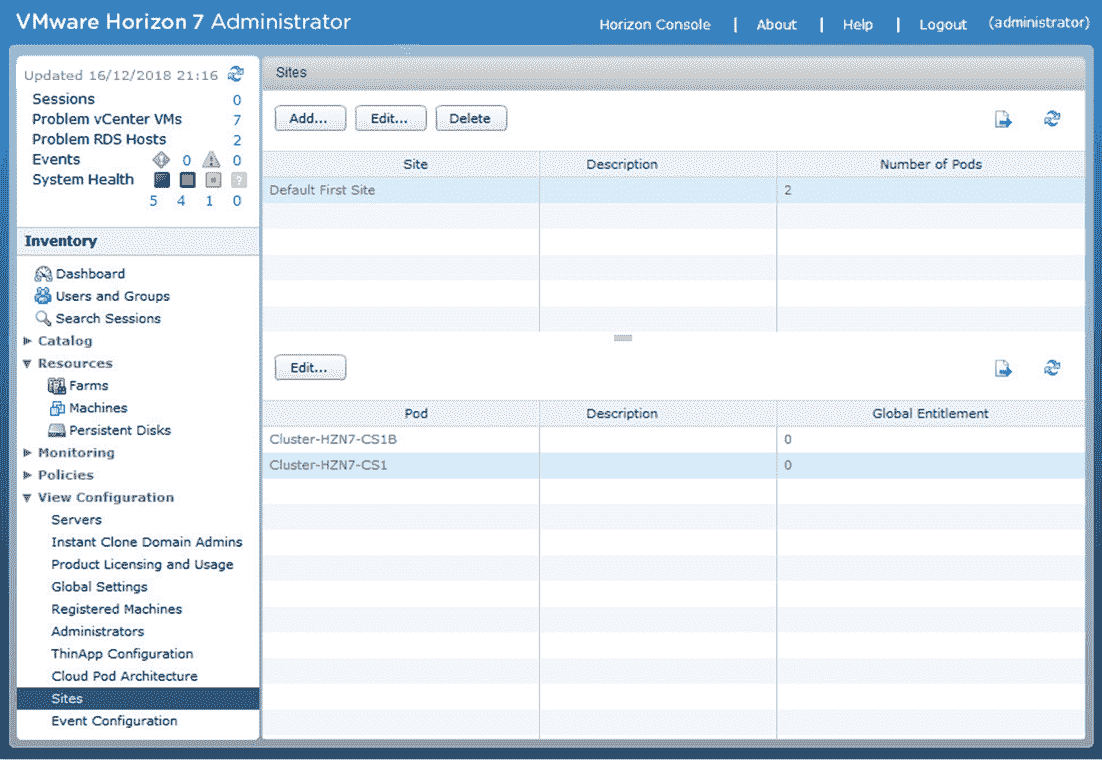 VMware Horizon 7 Administrator
Horizon Console | About | Help | Logout (administrator)
Updated 16/12/2018 21:16
Sessions 0
Problem vCenter VMs 7
Problem RDS Hosts 2
Events 0 0
System Health
5 4 1 0
Inventory
Dashboard
Users and Groups
Search Sessions
Catalog
Resources
Farms
Machines
Persistent Disks
Monitoring
Policies
View Configuration
Servers
Instant Clone Domain Admins
Product Licensing and Usage
Global Settings
Registered Machines
Administrators
ThinApp Configuration
Cloud Pod Architecture
Sites
Event Configuration
Sites
Add... Edit... Delete
Site Description Number of Pods
Default First Site 2
Edit...
Pod Description Global Entitlement
Cluster-HZN7-CS1B 0
Cluster-HZN7-CS1 0